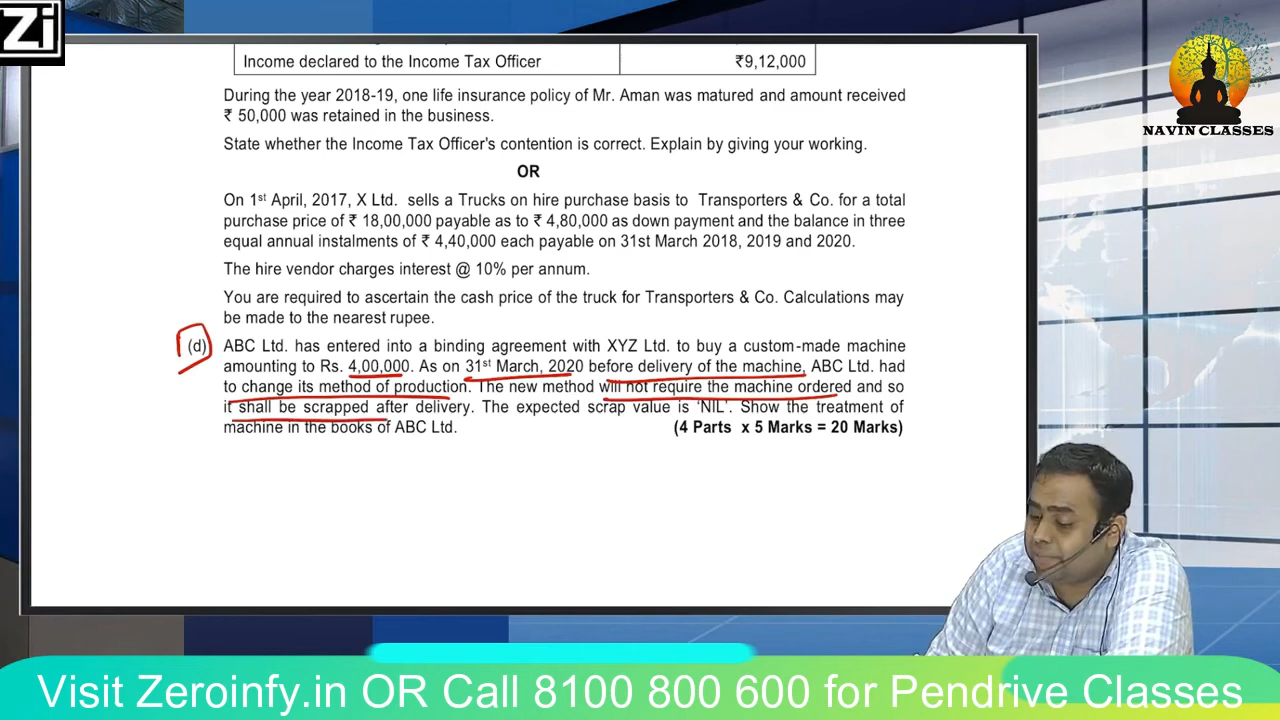 Zi
Income declared to the Income Tax Officer ₹9,12,000
NAVIN CLASSES
During the year 2018-19, one life insurance policy of Mr. Aman was matured and amount received
₹ 50,000 was retained in the business.
State whether the Income Tax Officer's contention is correct. Explain by giving your working.
OR
On 1st April, 2017, X Ltd. sells a Trucks on hire purchase basis to Transporters & Co. for a total
purchase price of ₹ 18,00,000 payable as to ₹ 4,80,000 as down payment and the balance in three
equal annual instalments of ₹ 4,40,000 each payable on 31st March 2018, 2019 and 2020.
The hire vendor charges interest @ 10% per annum.
You are required to ascertain the cash price of the truck for Transporters & Co. Calculations may
be made to the nearest rupee.
(d) ABC Ltd. has entered into a binding agreement with XYZ Ltd. to buy a custom-made machine
amounting to Rs. 4,00,000. As on 31st March, 2020 before delivery of the machine, ABC Ltd. had
to change its method of production. The new method will not require the machine ordered and so
it shall be scrapped after delivery. The expected scrap value is 'NIL'. Show the treatment of
machine in the books of ABC Ltd. (4 Parts x 5 Marks = 20 Marks)
Visit Zeroinfy.in OR Call 8100 800 600 for Pendrive Classes